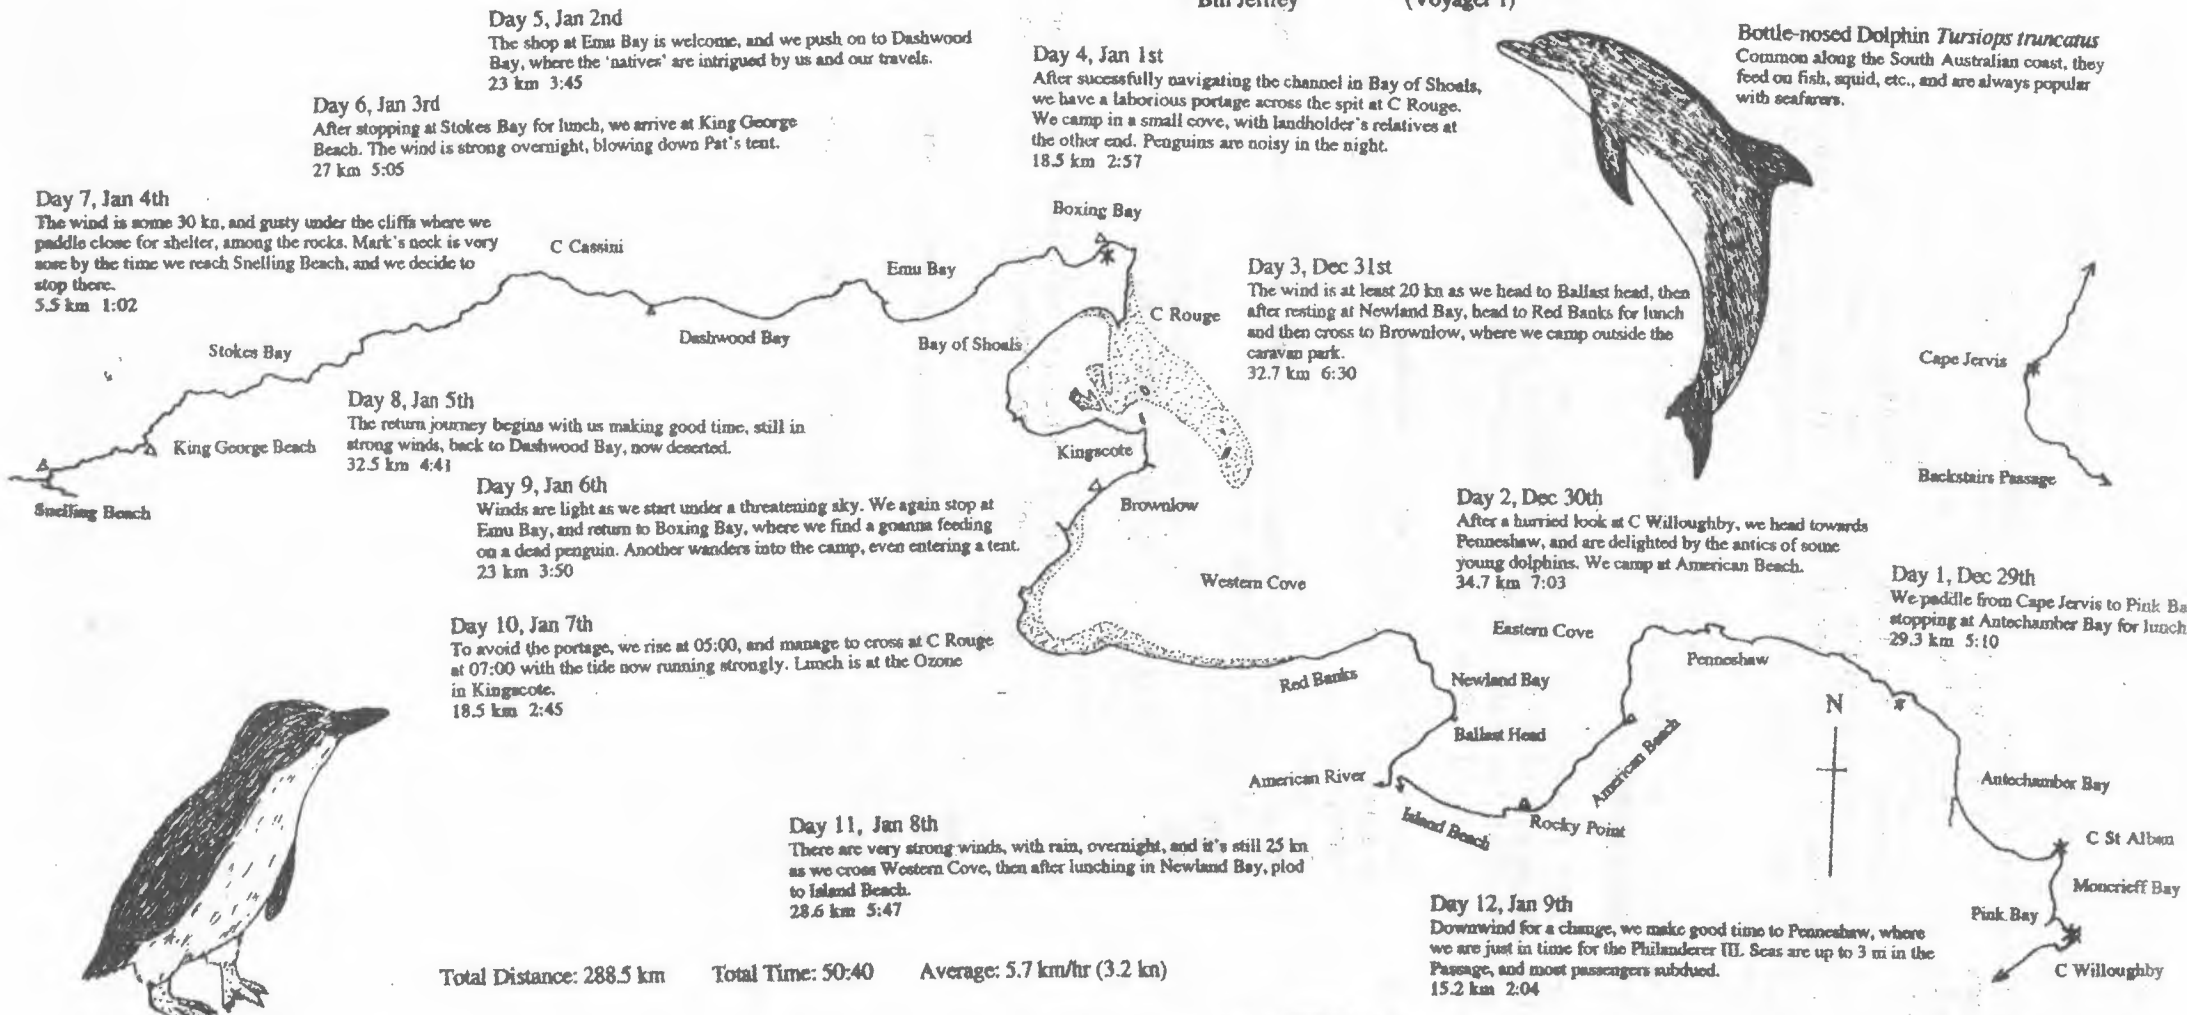 Bill Jeffrey (Voyager 1)
Day 5, Jan 2nd
The shop at Emu Bay is welcome, and we push on to Dashwood
Bay, where the 'natives' are intrigued by us and our travels.
23 km 3:45
Day 4, Jan 1st
After sucessfully navigating the channel in Bay of Shoals,
we have a laborious portage across the spit at C Rouge.
We camp in a small cove, with landholder's relatives at
the other end. Penguins are noisy in the night.
18.5 km 2:57
Bottle-nosed Dolphin Tursiops truncatus
Common along the South Australian coast, they
feed on fish, squid, etc., and are always popular
with seafarers.
Day 6, Jan 3rd
After stopping at Stokes Bay for lunch, we arrive at King George
Beach. The wind is strong overnight, blowing down Pat's tent.
27 km 5:05
Day 7, Jan 4th
The wind is some 30 kn, and gusty under the cliffs where we
paddle close for shelter, among the rocks. Mark's neck is very
sore by the time we reach Snelling Beach, and we decide to
stop there.
5.5 km 1:02
Boxing Bay
C Cassini
Emu Bay
Day 3, Dec 31st
The wind is at least 20 kn as we head to Ballast head, then
after resting at Newland Bay, head to Red Banks for lunch
and then cross to Brownlow, where we camp outside the
caravan park.
32.7 km 6:30
C Rouge
Stokes Bay
Dashwood Bay
Bay of Shoals
Cape Jervis
Day 8, Jan 5th
The return journey begins with us making good time, still in
strong winds, back to Dashwood Bay, now deserted.
32.5 km 4:41
King George Beach
Kingscote
Backstairs Passage
Snelling Beach
Day 9, Jan 6th
Winds are light as we start under a threatening sky. We again stop at
Emu Bay, and return to Boxing Bay, where we find a goanna feeding
on a dead penguin. Another wanders into the camp, even entering a tent.
23 km 3:50
Brownlow
Day 2, Dec 30th
After a hurried look at C Willoughby, we head towards
Penneshaw, and are delighted by the antics of some
young dolphins. We camp at American Beach.
34.7 km 7:03
Western Cove
Day 1, Dec 29th
We paddle from Cape Jervis to Pink Ba
stopping at Antechamber Bay for lunch
29.3 km 5:10
Day 10, Jan 7th
To avoid the portage, we rise at 05:00, and manage to cross at C Rouge
at 07:00 with the tide now running strongly. Lunch is at the Ozone
in Kingscote.
18.5 km 2:45
Eastern Cove
Penneshaw
Red Banks
Newland Bay
N
Ballast Head
American Beach
American River
Antechamber Bay
Island Beach
Rocky Point
Day 11, Jan 8th
There are very strong winds, with rain, overnight, and it's still 25 kn
as we cross Western Cove, then after lunching in Newland Bay, plod
to Island Beach.
28.6 km 5:47
C St Alban
Moncrieff Bay
Pink Bay
Day 12, Jan 9th
Downwind for a change, we make good time to Penneshaw, where
we are just in time for the Philanderer III. Seas are up to 3 m in the
Passage, and most passengers subdued.
15.2 km 2:04
C Willoughby
Total Distance: 288.5 km Total Time: 50:40 Average: 5.7 km/hr (3.2 kn)